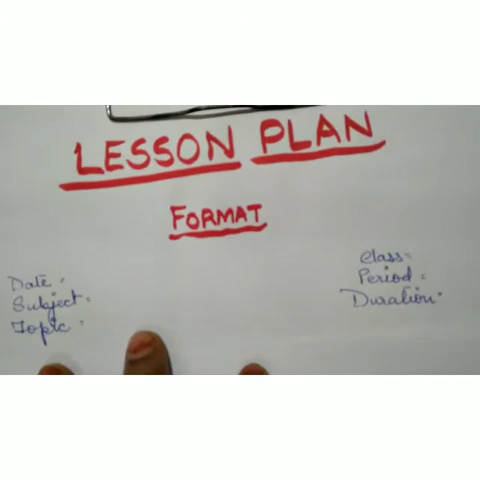 LESSON PLAN
FORMAT
Date :
Subject :
Topic :
Class :
Period :
Duration :